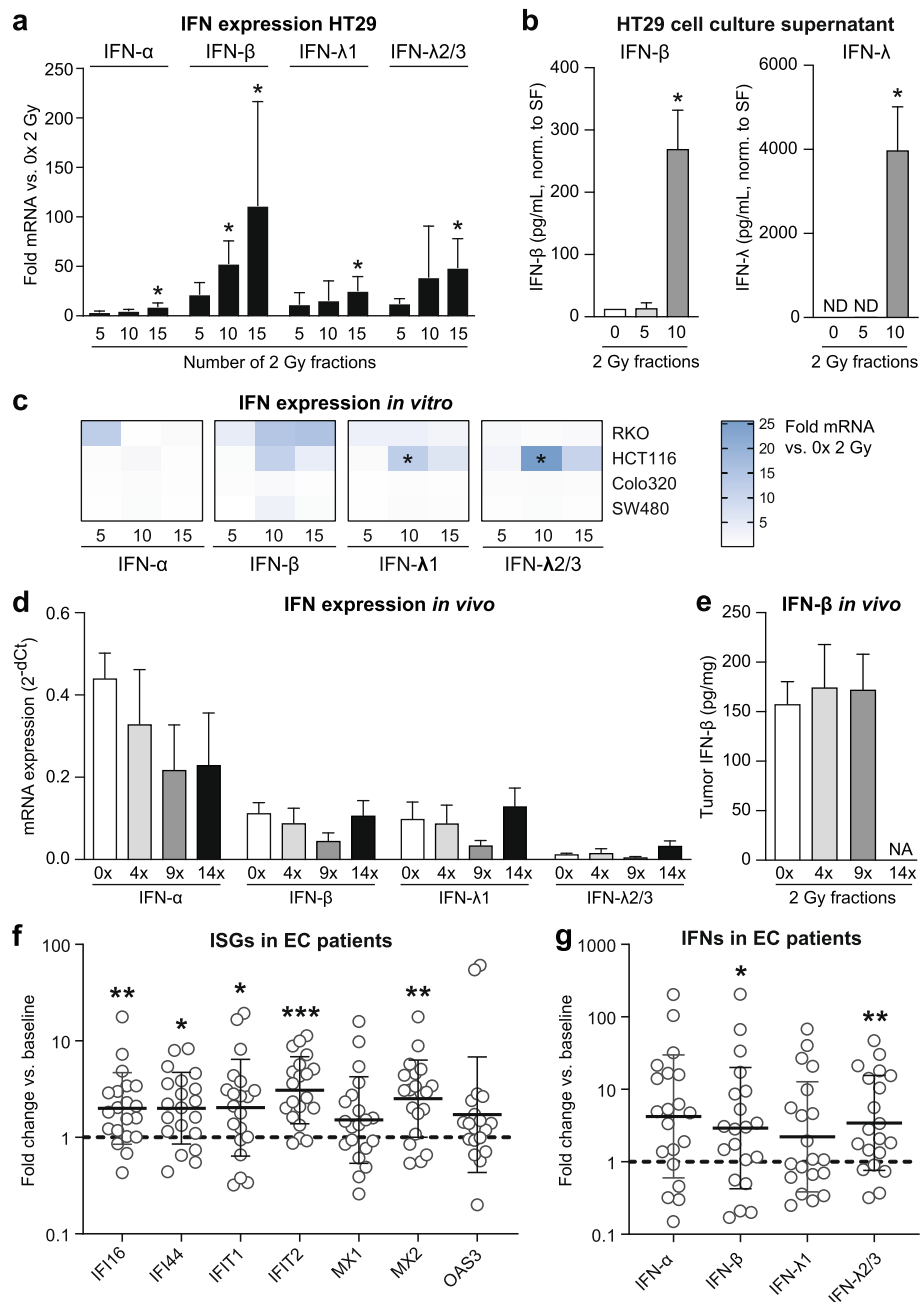 a IFN expression HT29
IFN-α IFN-β IFN-λ1 IFN-λ2/3
Fold mRNA vs. 0x 2 Gy
250
200
150
100
50
0
* * * * *
5 10 15 5 10 15 5 10 15 5 10 15
Number of 2 Gy fractions
b HT29 cell culture supernatant
IFN-β
IFN-β (pg/mL, norm. to SF)
400
300
200
100
0
*
0 5 10
2 Gy fractions
IFN-λ
IFN-λ (pg/mL, norm. to SF)
6000
4000
2000
0
*
ND ND
0 5 10
2 Gy fractions
c IFN expression in vitro
RKO
HCT116
Colo320
SW480
* *
5 10 15 5 10 15 5 10 15 5 10 15
IFN-α IFN-β IFN-λ1 IFN-λ2/3
25
20
15
10
5
Fold mRNA
vs. 0x 2 Gy
d IFN expression in vivo
mRNA expression (2-dCt)
0.6
0.4
0.2
0.0
0x 4x 9x 14x 0x 4x 9x 14x 0x 4x 9x 14x 0x 4x 9x 14x
IFN-α IFN-β IFN-λ1 IFN-λ2/3
e IFN-β in vivo
Tumor IFN-β (pg/mg)
250
200
150
100
50
0
NA
0x 4x 9x 14x
2 Gy fractions
f ISGs in EC patients
Fold change vs. baseline
100
10
1
0.1
** * * *** **
IFI16 IFI44 IFIT1 IFIT2 MX1 MX2 OAS3
g IFNs in EC patients
Fold change vs. baseline
1000
100
10
1
0.1
* **
IFN-α IFN-β IFN-λ1 IFN-λ2/3